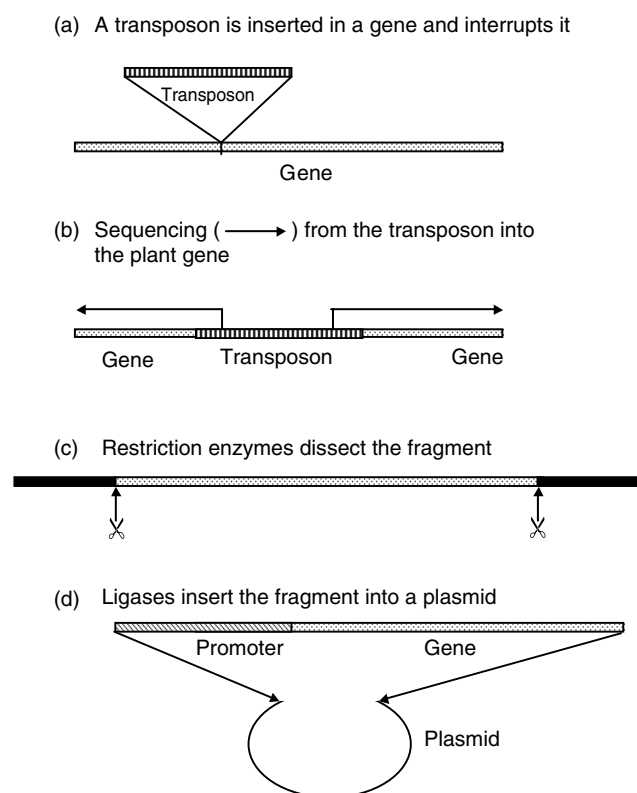 (a) A transposon is inserted in a gene and interrupts it
Transposon
Gene
(b) Sequencing ( ) from the transposon into
the plant gene
Gene Transposon Gene
(c) Restriction enzymes dissect the fragment
(d) Ligases insert the fragment into a plasmid
Promoter Gene
Plasmid